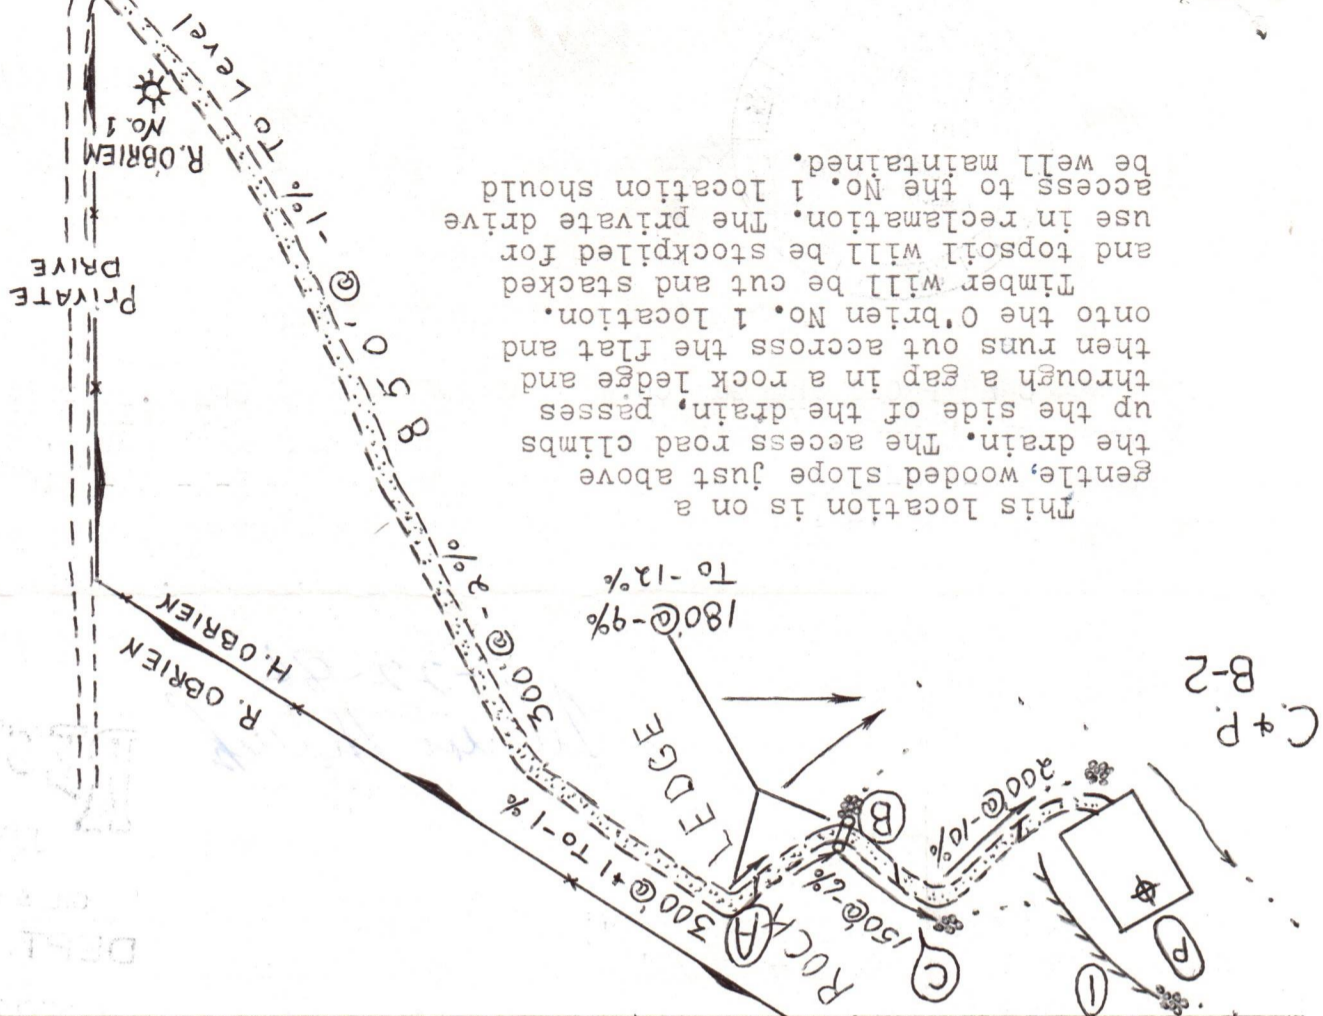 1
P
C
A
ROCK
LEDGE
B
150'@-6%
200'@-10%
300'@+1 To -1%
C.+P.
B-2
180'@-9%
To -12%
R. OBRIEN
H. OBRIEN
300'@-2%
This location is on a
gentle, wooded slope just above
the drain. The access road climbs
up the side of the drain, passes
through a gap in a rock ledge and
then runs out accross the flat and
onto the O'brien No. 1 location.
Timber will be cut and stacked
and topsoil will be stockpiled for
use in reclamation. The private drive
access to the No. 1 location should
be well maintained.
850'@-1% To Level
PRIVATE
DRIVE
R. OBRIEN
No. 1